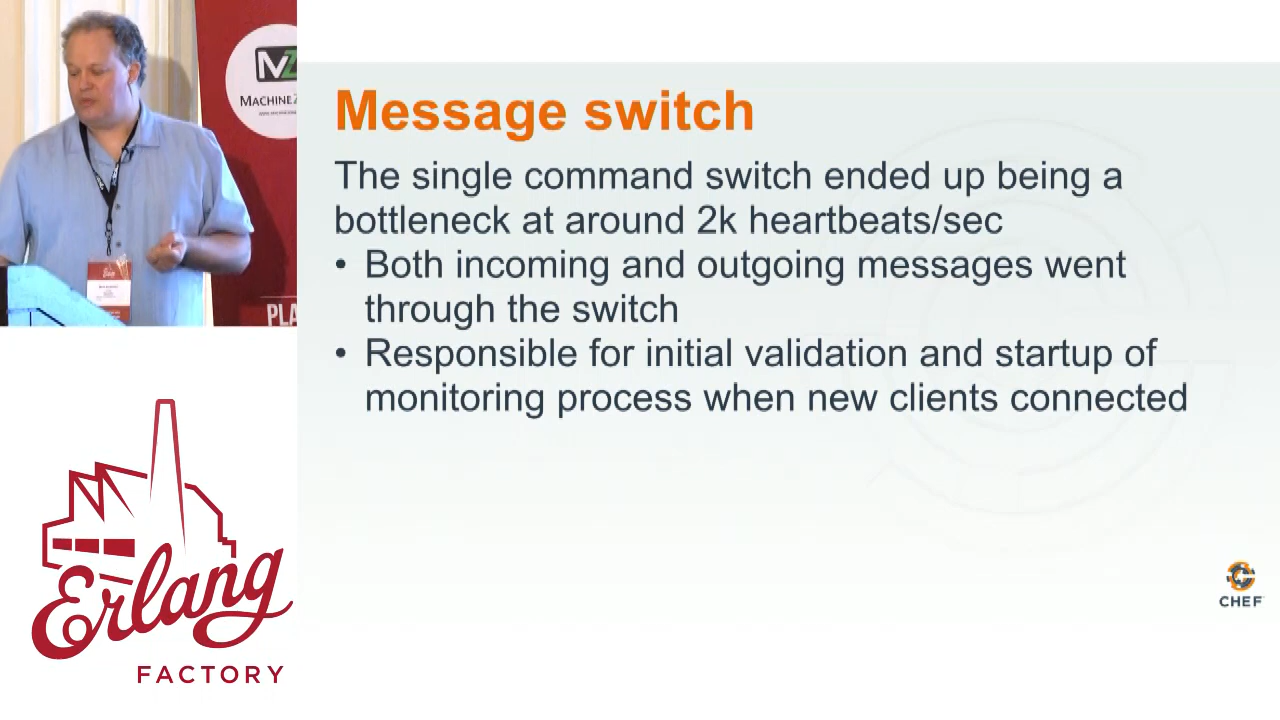 MZ
MACHINE
PLA
Message switch
The single command switch ended up being a
bottleneck at around 2k heartbeats/sec
• Both incoming and outgoing messages went
through the switch
• Responsible for initial validation and startup of
monitoring process when new clients connected
CHEF
Erlang
FACTORY